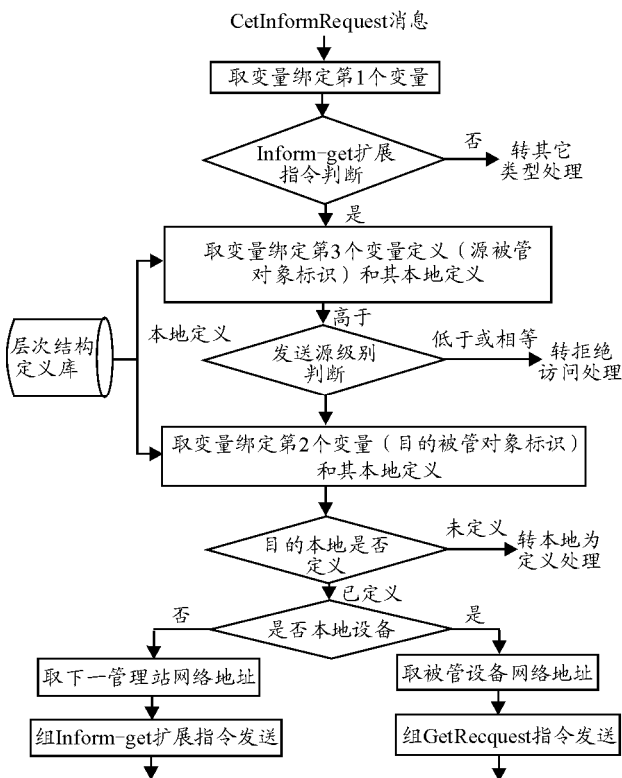 CetInformRequest消息
取变量绑定第1个变量
Inform-get扩展
指令判断
否
转其它
类型处理
是
取变量绑定第3个变量定义（源被管
对象标识）和其本地定义
层次结构
定义库
本地定义
高于
发送源级别
判断
低于或相等
转拒绝
访问处理
取变量绑定第2个变量（目的被管对象标识）
和其本地定义
目的本地是否
定义
未定义
转本地为
定义处理
已定义
是否本地设备
否
是
取下一管理站网络地址
取被管设备网络地址
组Inform-get扩展指令发送
组GetRecquest指令发送